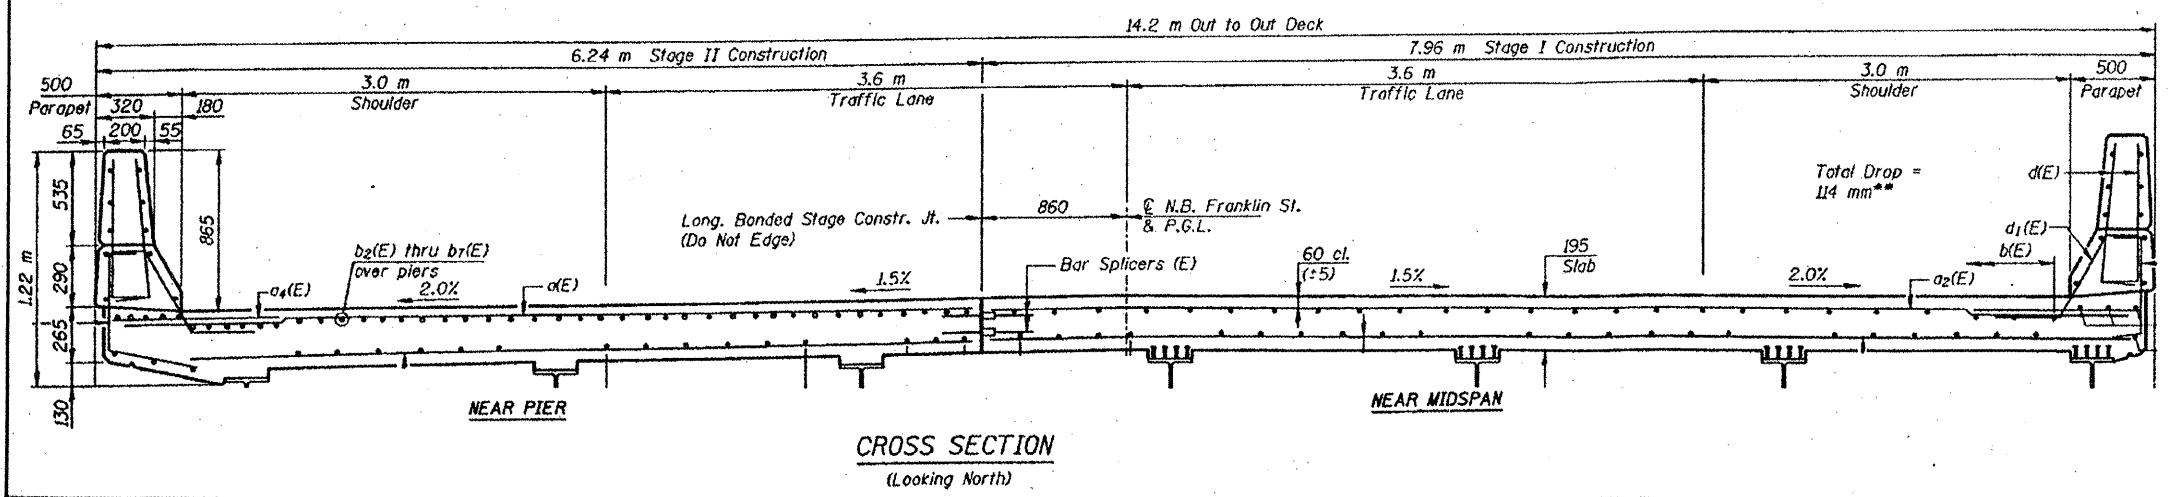 14.2 m Out to Out Deck
6.24 m Stage II Construction
7.96 m Stage I Construction
500
Parapet
3.0 m
Shoulder
3.6 m
Traffic Lane
3.6 m
Traffic Lane
3.0 m
Shoulder
500
Parapet
320
180
65
200
55
1.22 m
535
290
265
130
865
Long. Bonded Stage Constr. Jt.
(Do Not Edge)
860
℄ N.B. Franklin St.
& P.G.L.
Total Drop =
114 mm**
d(E)
d1(E)
b(E)
b2(E) thru b7(E)
over piers
Bar Splicers (E)
60 cl.
(±5)
195
Slab
a4(E)
2.0%
a(E)
1.5%
1.5%
2.0%
a2(E)
NEAR PIER
NEAR MIDSPAN
CROSS SECTION
(Looking North)